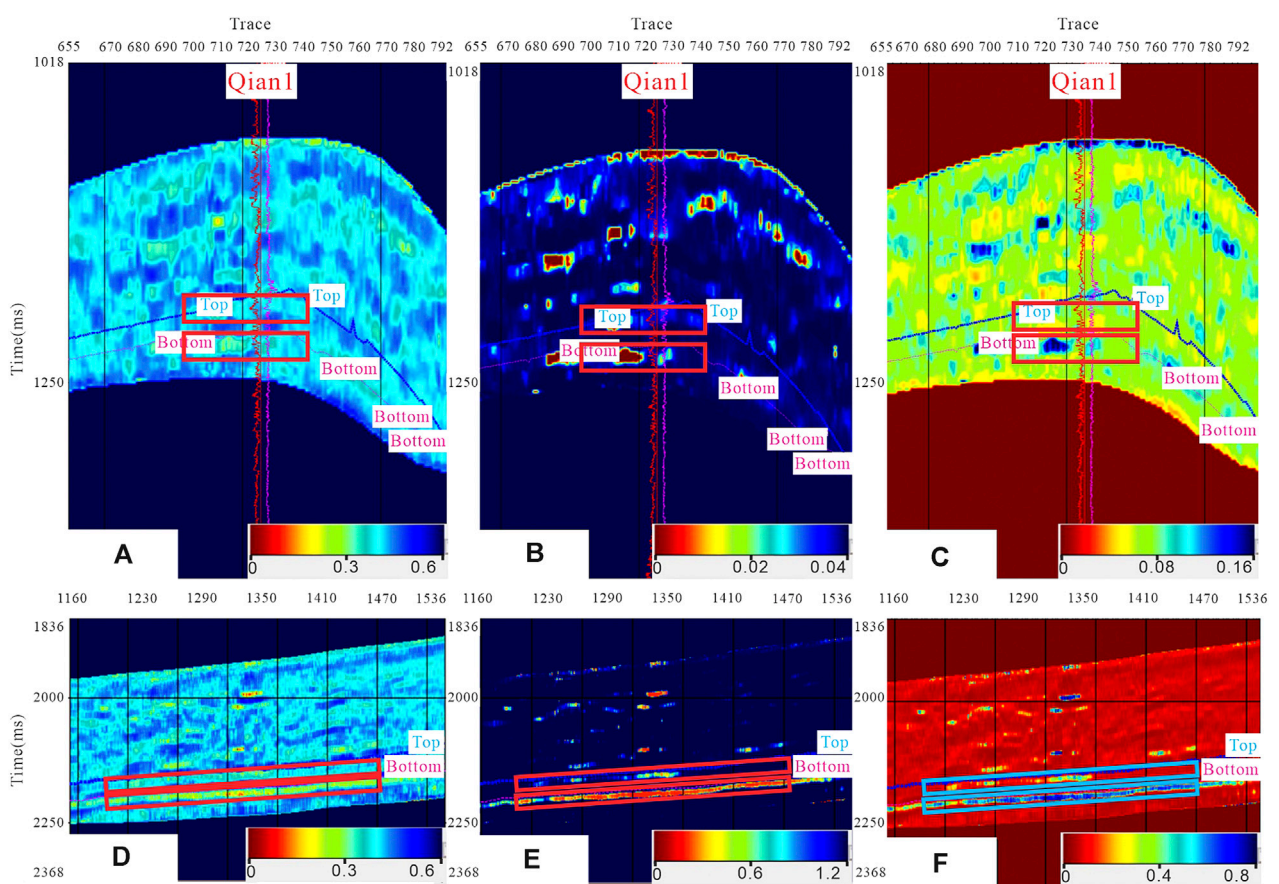 Trace Trace Trace
655 670 680 690 700 710 720 730 740 750 760 770 780 792
655 670 680 690 700 710 720 730 740 750 760 770 780 792
655 670 680 690 700 710 720 730 740 750 760 770 780 792
1018 1018 1018
Qian1 Qian1 Qian1
Time(ms)
Top Top Top Top Top Top
Bottom Bottom Bottom
Bottom Bottom Bottom
1250 1250 1250
Bottom
Bottom
Bottom
Bottom
A 0 0.3 0.6
B 0 0.02 0.04
C 0 0.08 0.16
1160 1230 1290 1350 1410 1470 1536
1160 1230 1290 1350 1410 1470 1536
1160 1230 1290 1350 1410 1470 1536
1836 1836 1836
2000 2000 2000
Time(ms)
Top Top Top
Bottom Bottom Bottom
2250 2250 2250
D 0 0.3 0.6
E 0 0.6 1.2
F 0 0.4 0.8
2368 2368 2368